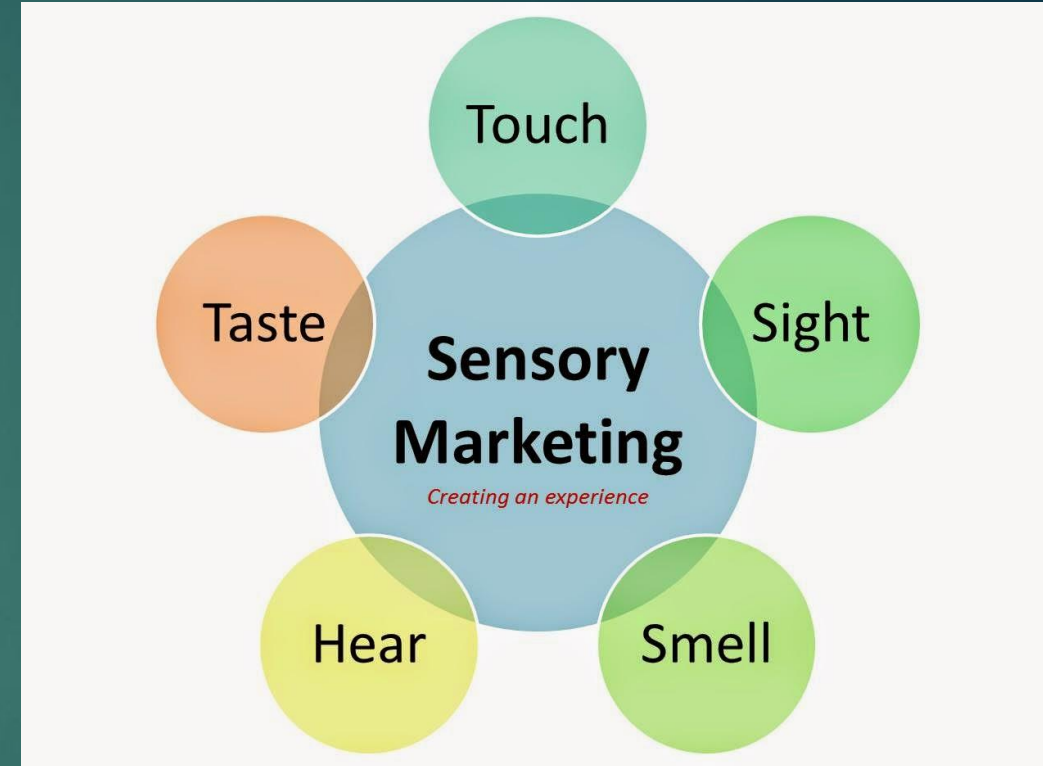 Touch
Taste
Sight
Sensory
Marketing
Creating an experience
Hear
Smell